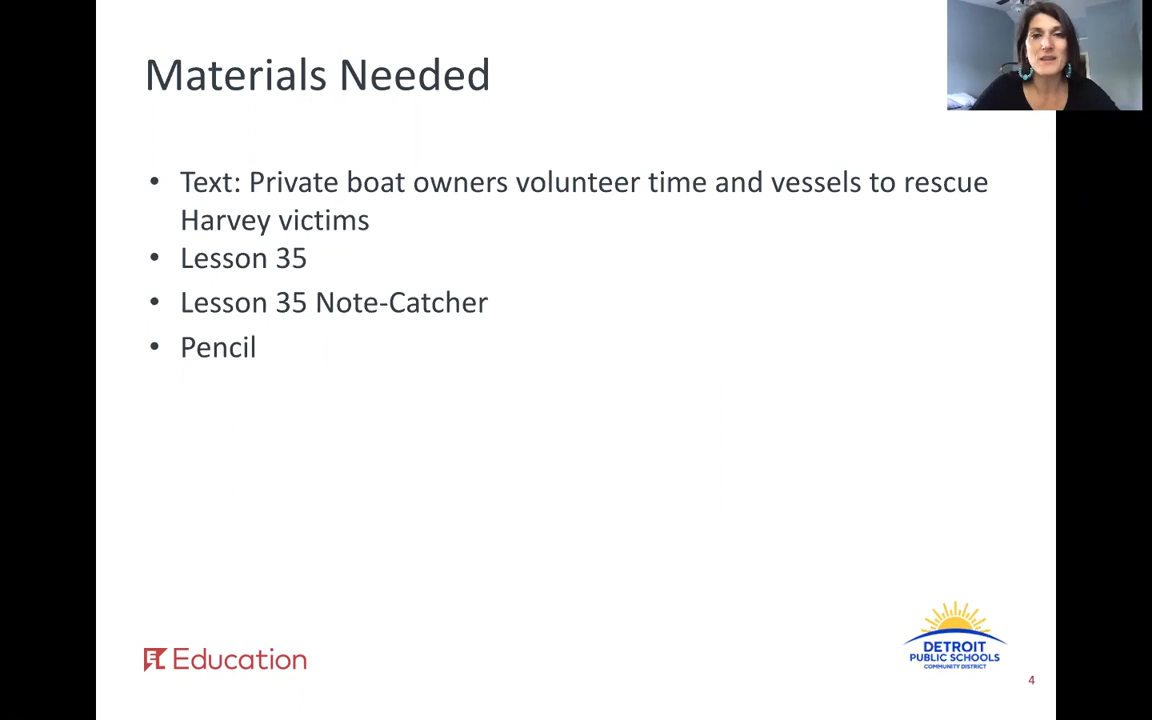 Materials Needed
• Text: Private boat owners volunteer time and vessels to rescue
Harvey victims
• Lesson 35
• Lesson 35 Note-Catcher
• Pencil
EL Education
DETROIT
PUBLIC SCHOOLS
COMMUNITY DISTRICT
4